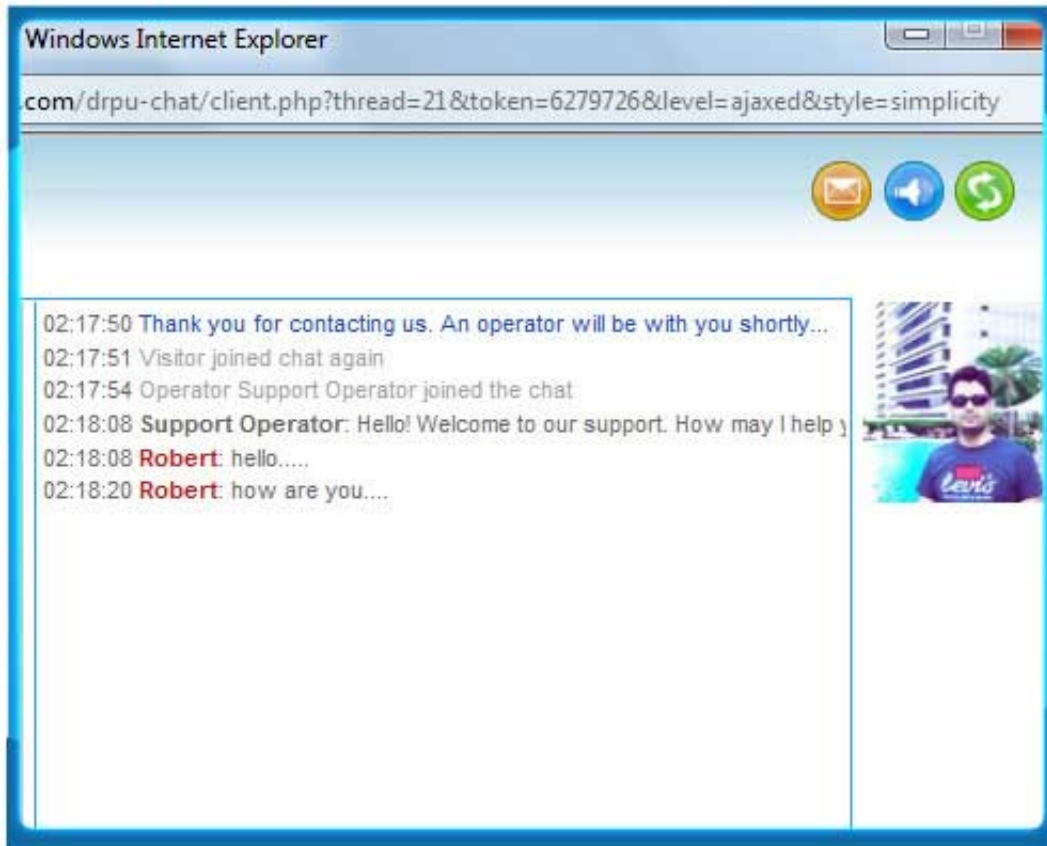 Windows Internet Explorer
.com/drpu-chat/client.php?thread=21&token=6279726&level=ajaxed&style=simplicity
02:17:50 Thank you for contacting us. An operator will be with you shortly...
02:17:51 Visitor joined chat again
02:17:54 Operator Support Operator joined the chat
02:18:08 Support Operator: Hello! Welcome to our support. How may I help
02:18:08 Robert: hello.....
02:18:20 Robert: how are you....
levi's